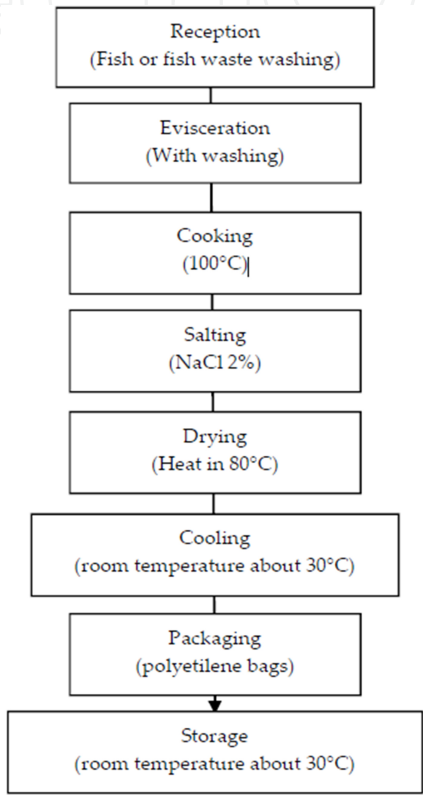 Reception
(Fish or fish waste washing)
Evisceration
(With washing)
Cooking
(100°C)
Salting
(NaCl 2%)
Drying
(Heat in 80°C)
Cooling
(room temperature about 30°C)
Packaging
(polyetilene bags)
Storage
(room temperature about 30°C)